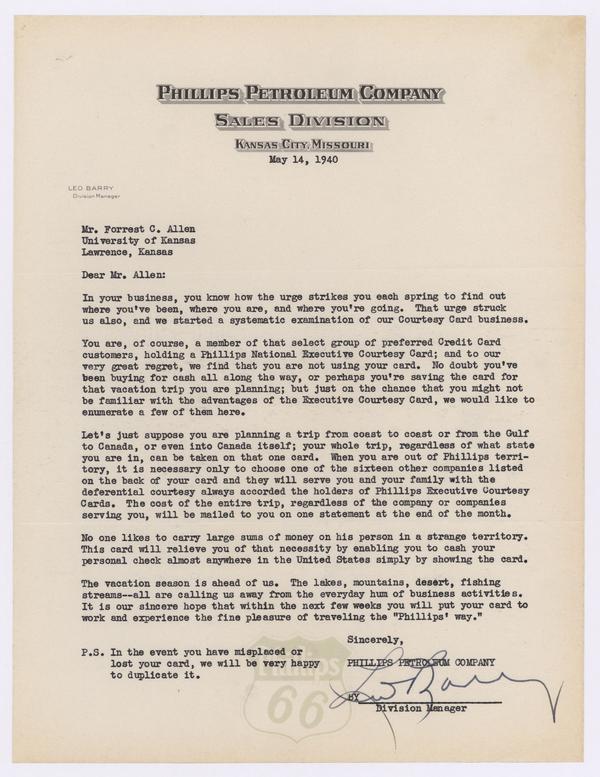 PHILLIPS PETROLEUM COMPANY
SALES DIVISION
KANSAS CITY, MISSOURI
May 14, 1940
LEO BARRY
Division Manager
Mr. Forrest C. Allen
University of Kansas
Lawrence, Kansas
Dear Mr. Allen:
In your business, you know how the urge strikes you each spring to find out
where you've been, where you are, and where you're going. That urge struck
us also, and we started a systematic examination of our Courtesy Card business.
You are, of course, a member of that select group of preferred Credit Card
customers, holding a Phillips National Executive Courtesy Card; and to our
very great regret, we find that you are not using your card. No doubt you've
been buying for cash all along the way, or perhaps you're saving the card for
that vacation trip you are planning; but just on the chance that you might not
be familiar with the advantages of the Executive Courtesy Card, we would like to
enumerate a few of them here.
Let's just suppose you are planning a trip from coast to coast or from the Gulf
to Canada, or even into Canada itself; your whole trip, regardless of what state
you are in, can be taken on that one card. When you are out of Phillips terri-
tory, it is necessary only to choose one of the sixteen other companies listed
on the back of your card and they will serve you and your family with the
deferential courtesy always accorded the holders of Phillips Executive Courtesy
Cards. The cost of the entire trip, regardless of the company or companies
serving you, will be mailed to you on one statement at the end of the month.
No one likes to carry large sums of money on his person in a strange territory.
This card will relieve you of that necessity by enabling you to cash your
personal check almost anywhere in the United States simply by showing the card.
The vacation season is ahead of us. The lakes, mountains, desert, fishing
streams--all are calling us away from the everyday hum of business activities.
It is our sincere hope that within the next few weeks you will put your card to
work and experience the fine pleasure of traveling the "Phillips' way."
Sincerely,
P.S. In the event you have misplaced or
lost your card, we will be very happy
to duplicate it.
PHILLIPS PETROLEUM COMPANY
BY Leo Barry
Division Manager
Phillips
66